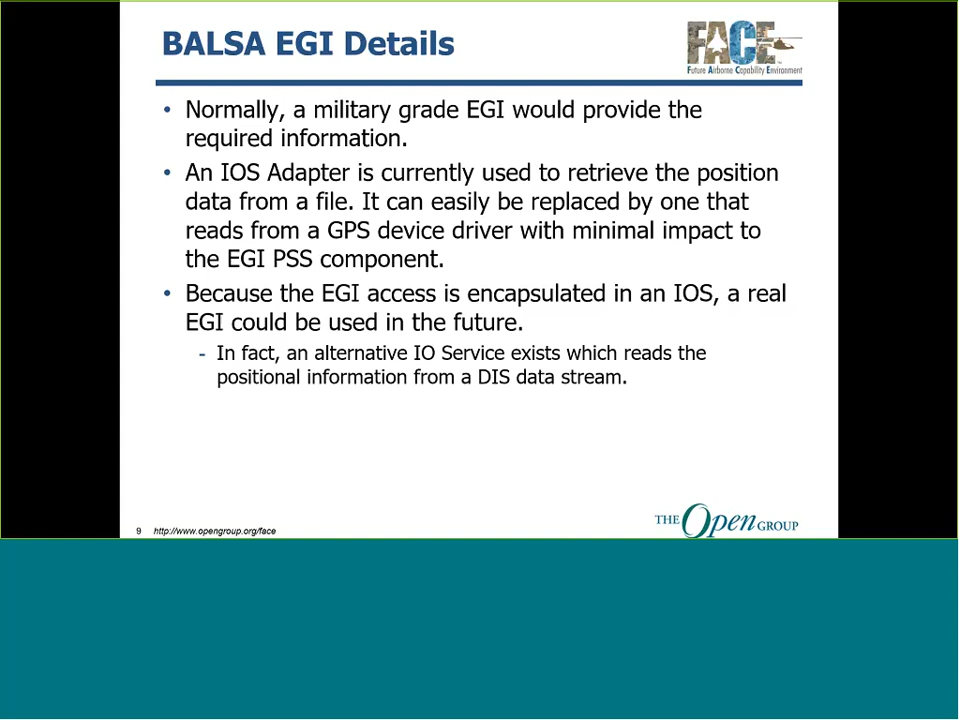 BALSA EGI Details
FACE
Future Airborne Capability Environment
• Normally, a military grade EGI would provide the
required information.
• An IOS Adapter is currently used to retrieve the position
data from a file. It can easily be replaced by one that
reads from a GPS device driver with minimal impact to
the EGI PSS component.
• Because the EGI access is encapsulated in an IOS, a real
EGI could be used in the future.
- In fact, an alternative IO Service exists which reads the
positional information from a DIS data stream.
9 http://www.opengroup.org/face
THE Open GROUP